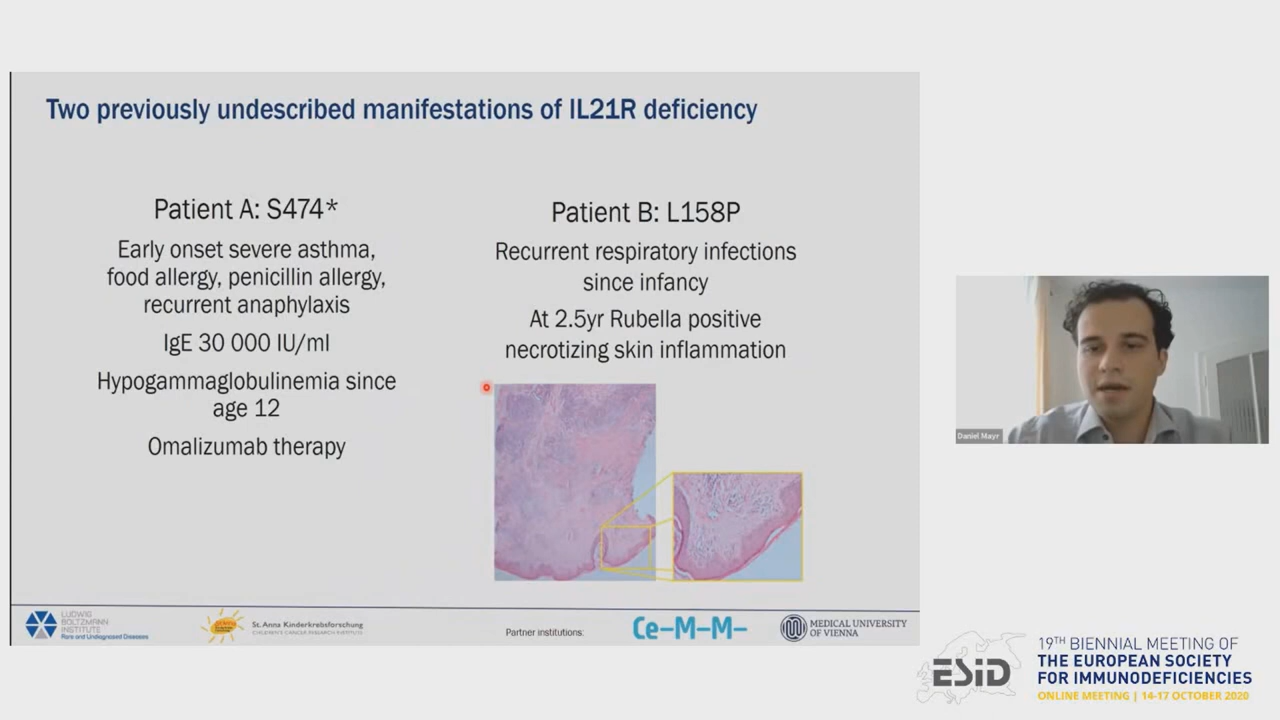 Two previously undescribed manifestations of IL21R deficiency
Patient A: S474*
Early onset severe asthma,
food allergy, penicillin allergy,
recurrent anaphylaxis
IgE 30 000 IU/ml
Hypogammaglobulinemia since
age 12
Omalizumab therapy
Patient B: L158P
Recurrent respiratory infections
since infancy
At 2.5yr Rubella positive
necrotizing skin inflammation
Daniel Mayr
LUDWIG
BOLTZMANN
INSTITUTE
Rare and Undiagnosed Diseases
St. Anna Kinderkrebsforschung
CHILDREN'S CANCER RESEARCH INSTITUTE
Partner institutions:
Ce-M-M-
MEDICAL UNIVERSITY
OF VIENNA
ESID
19TH BIENNIAL MEETING OF
THE EUROPEAN SOCIETY
FOR IMMUNODEFICIENCIES
ONLINE MEETING | 14-17 OCTOBER 2020